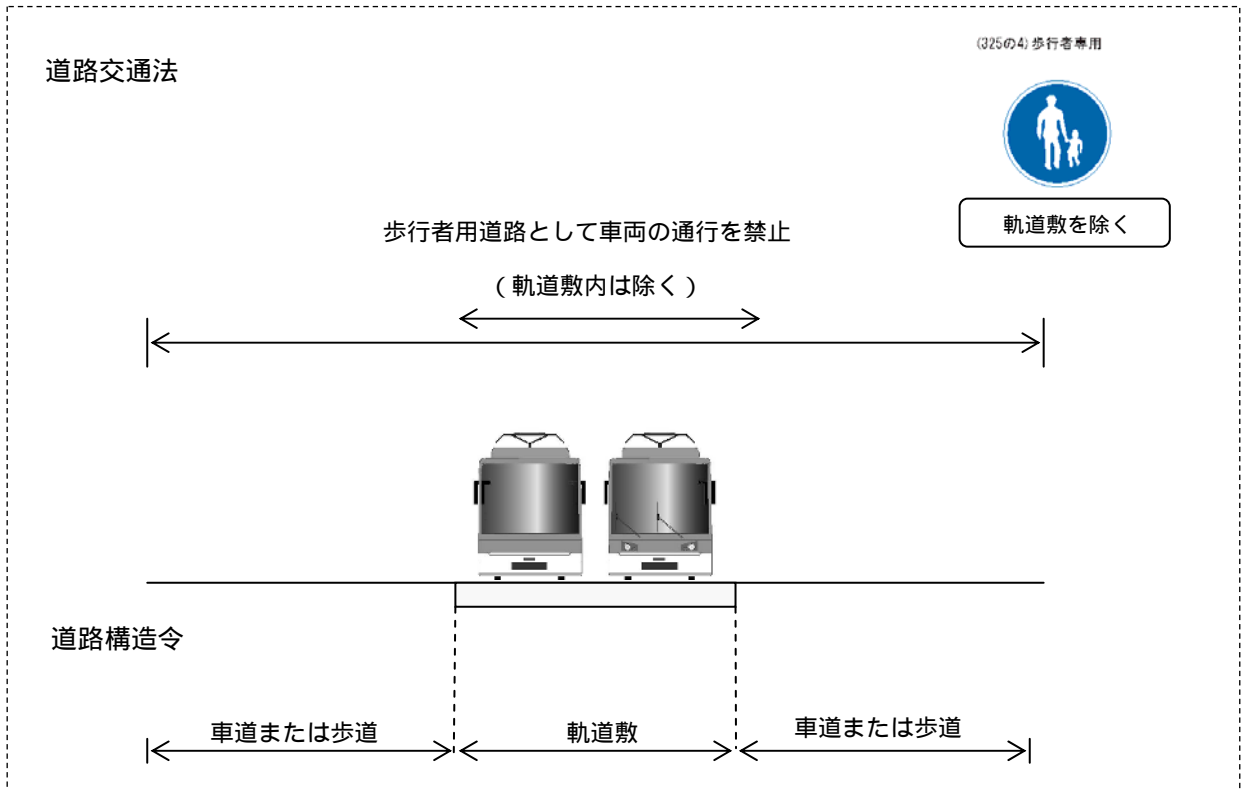 (325の4)歩行者専用
道路交通法
軌道敷を除く
歩行者用道路として車両の通行を禁止
(軌道敷内は除く)
道路構造令
車道または歩道
軌道敷
車道または歩道